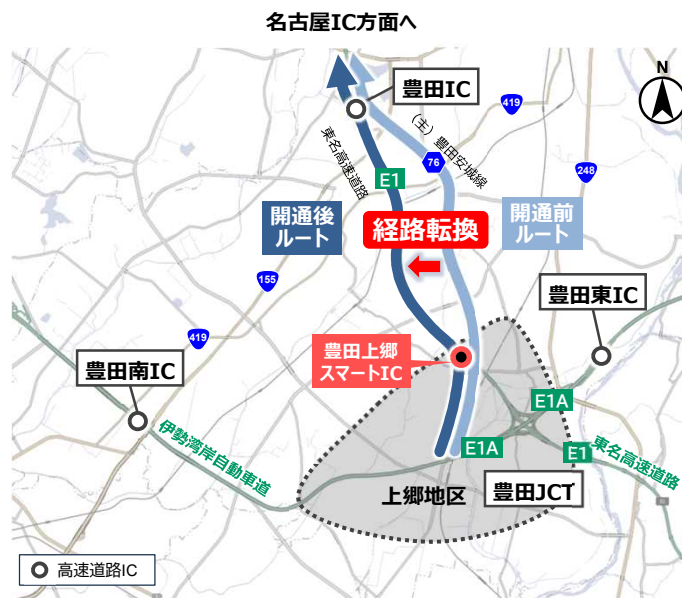 名古屋IC方面へ
N
豊田IC
419
（主）豊田安城線
76
東名高速道路
E1
248
開通後
ルート
経路転換
開通前
ルート
155
豊田東IC
419
豊田南IC
豊田上郷
スマートIC
E1A
伊勢湾岸自動車道
E1A
E1
東名高速道路
上郷地区
豊田JCT
高速道路IC